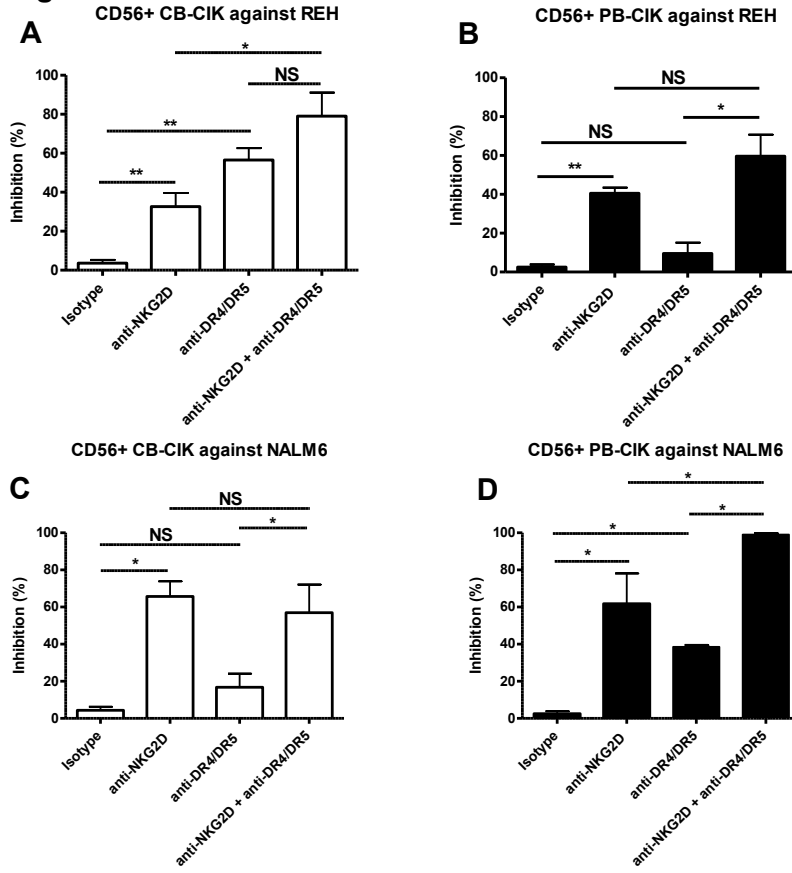 CD56+ CB-CIK against REH
A
*
NS
**
**
100
80
60
40
20
0
Inhibition (%)
Isotype
anti-NKG2D
anti-DR4/DR5
anti-NKG2D + anti-DR4/DR5
CD56+ PB-CIK against REH
B
NS
*
NS
**
100
80
60
40
20
0
Inhibition (%)
Isotype
anti-NKG2D
anti-DR4/DR5
anti-NKG2D + anti-DR4/DR5
CD56+ CB-CIK against NALM6
C
NS
*
NS
*
100
80
60
40
20
0
Inhibition (%)
Isotype
anti-NKG2D
anti-DR4/DR5
anti-NKG2D + anti-DR4/DR5
CD56+ PB-CIK against NALM6
D
*
*
*
*
100
80
60
40
20
0
Inhibition (%)
Isotype
anti-NKG2D
anti-DR4/DR5
anti-NKG2D + anti-DR4/DR5